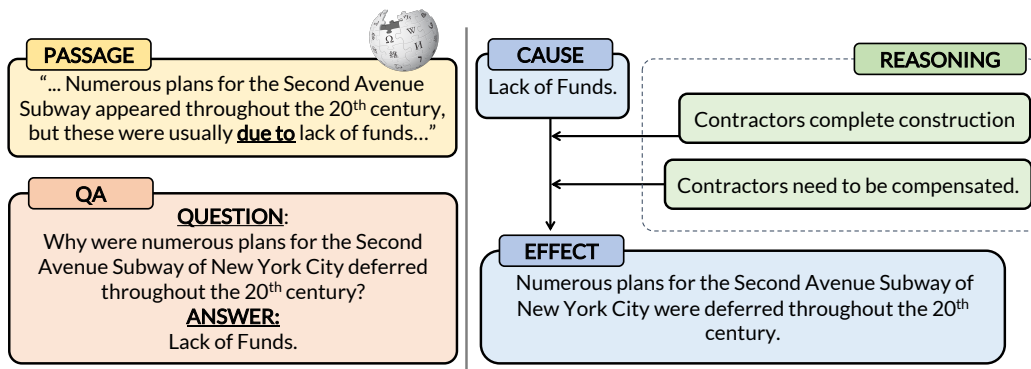 PASSAGE
“... Numerous plans for the Second Avenue
Subway appeared throughout the 20th century,
but these were usually due to lack of funds...”
QA
QUESTION:
Why were numerous plans for the Second
Avenue Subway of New York City deferred
throughout the 20th century?
ANSWER:
Lack of Funds.
CAUSE
Lack of Funds.
REASONING
Contractors complete construction
Contractors need to be compensated.
EFFECT
Numerous plans for the Second Avenue Subway of
New York City were deferred throughout the 20th
century.